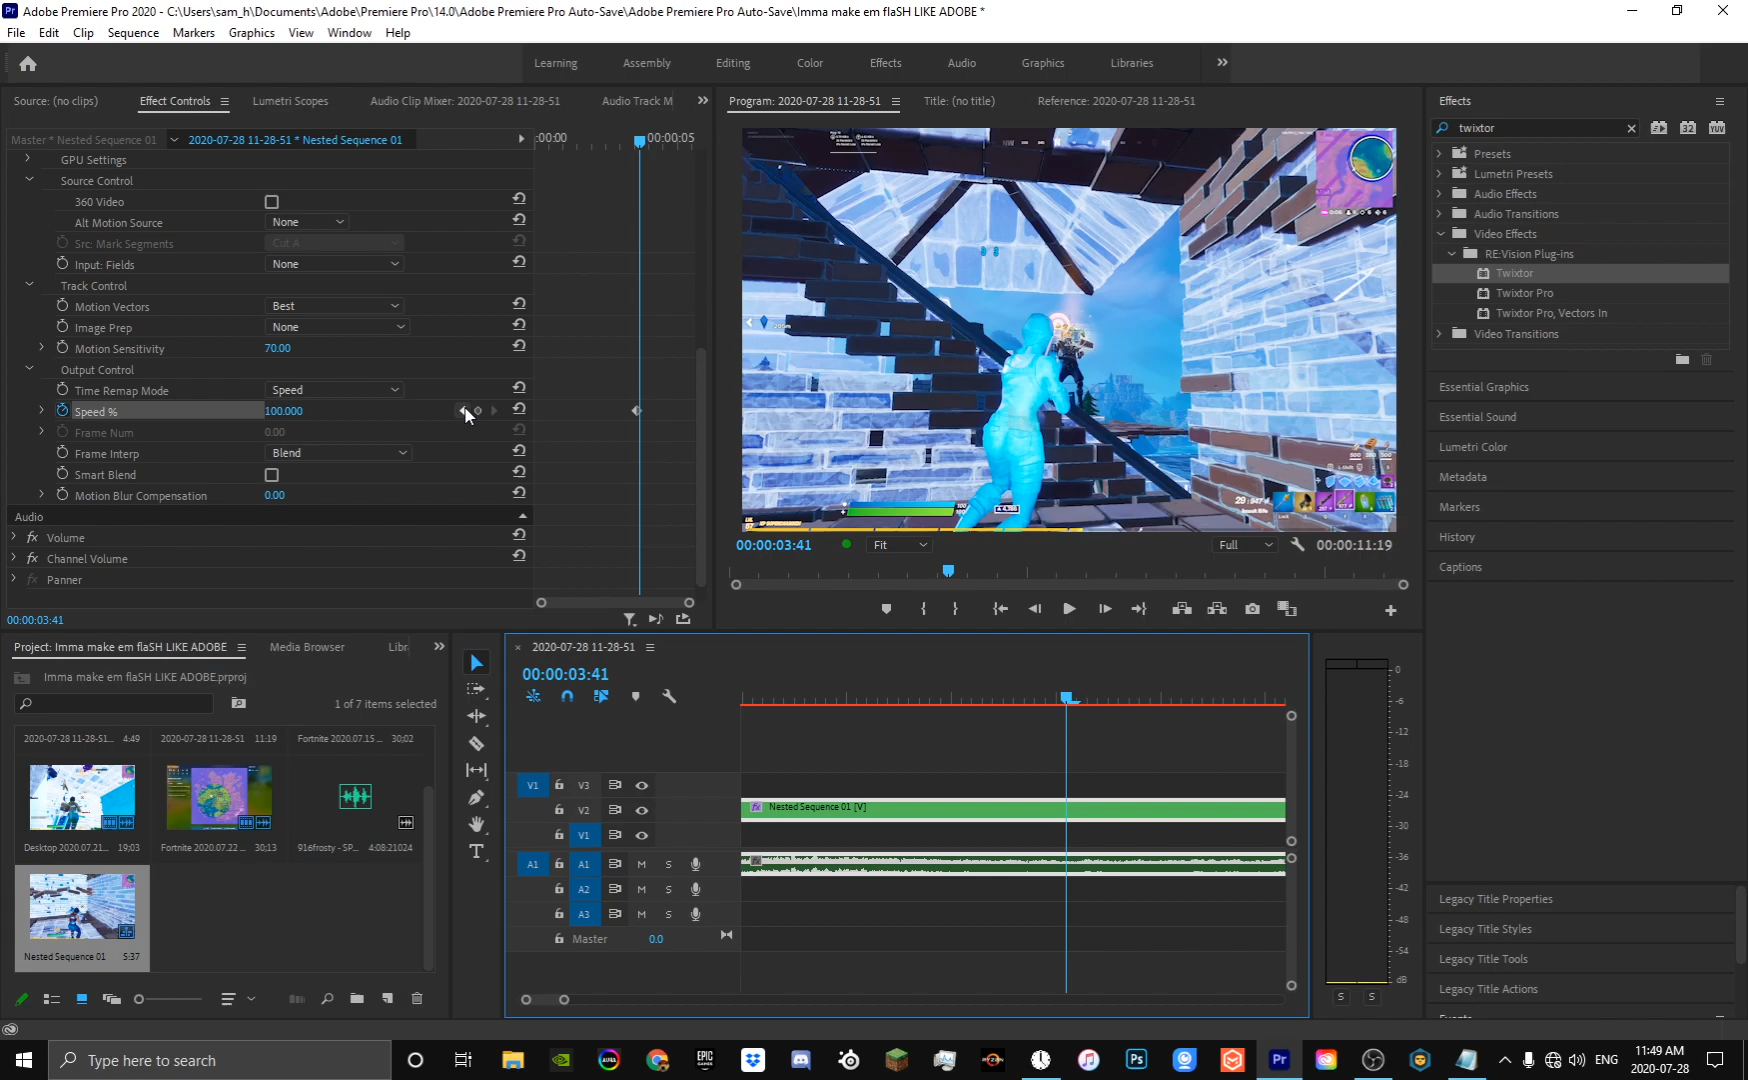 Adobe Premiere Pro 2020 - C:\Users\sam_h\Documents\Adobe\Premiere Pro\14.0\Adobe Premiere Pro Auto-Save\Adobe Premiere Pro Auto-Save\Imma make em flaSH LIKE ADOBE *
File Edit Clip Sequence Markers Graphics View Window Help
Learning Assembly Editing Color Effects Audio Graphics Libraries
Source: (no clips) Effect Controls Lumetri Scopes Audio Clip Mixer: 2020-07-28 11-28-51 Audio Track M
Program: 2020-07-28 11-28-51 Title: (no title) Reference: 2020-07-28 11-28-51
Effects
Master * Nested Sequence 01 2020-07-28 11-28-51 * Nested Sequence 01 :00:00 00:00:05
twixtor
GPU Settings
Source Control
360 Video
Alt Motion Source None
Src: Mark Segments Cut A
Input: Fields None
Track Control
Motion Vectors Best
Image Prep None
Motion Sensitivity 70.00
Output Control
Time Remap Mode Speed
Speed % 100.000
Frame Num 0.00
Frame Interp Blend
Smart Blend
Motion Blur Compensation 0.00
Audio
Volume
Channel Volume
Panner
00:00:03:41
00:00:03:41 Fit Full 00:00:11:19
Presets
Lumetri Presets
Audio Effects
Audio Transitions
Video Effects
RE:Vision Plug-ins
Twixtor
Twixtor Pro
Twixtor Pro, Vectors In
Video Transitions
Essential Graphics
Essential Sound
Lumetri Color
Metadata
Markers
History
Captions
Legacy Title Properties
Legacy Title Styles
Legacy Title Tools
Legacy Title Actions
Project: Imma make em flaSH LIKE ADOBE Media Browser Libr
Imma make em flaSH LIKE ADOBE.prproj
1 of 7 items selected
2020-07-28 11-28-51... 4:49 2020-07-28 11-28-51 11:19 Fortnite 2020.07.15 ... 30;02
Desktop 2020.07.21... 19;03 Fortnite 2020.07.22 ... 30;13 916frosty - SP... 4:08:21024
Nested Sequence 01 5:37
2020-07-28 11-28-51
00:00:03:41
V1 V3
V2 Nested Sequence 01 [V]
V1
A1 A1 M S
A2 M S
A3 M S
Master 0.0
0
-6
-12
-18
-24
-30
-36
-42
-48
-54
dB
S S
Type here to search
ENG
11:49 AM
2020-07-28